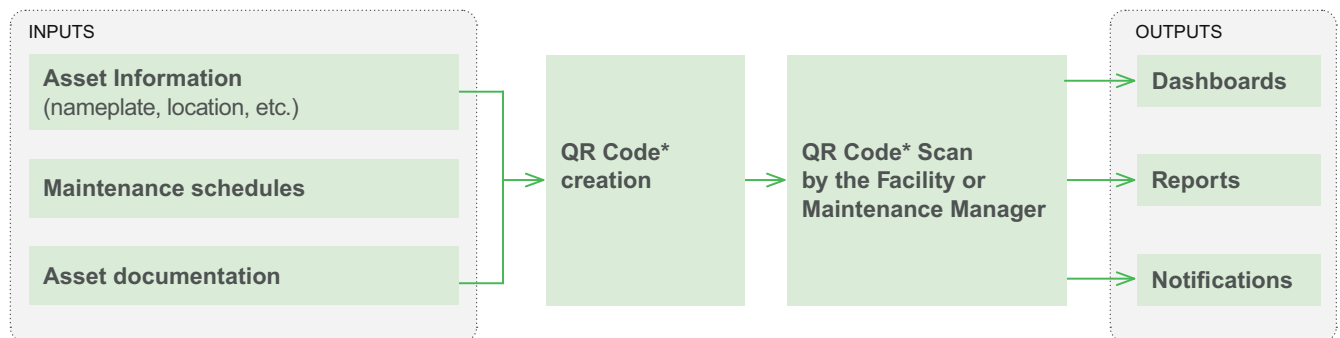 INPUTS
Asset Information
(nameplate, location, etc.)
Maintenance schedules
Asset documentation
QR Code*
creation
QR Code* Scan
by the Facility or
Maintenance Manager
OUTPUTS
Dashboards
Reports
Notifications